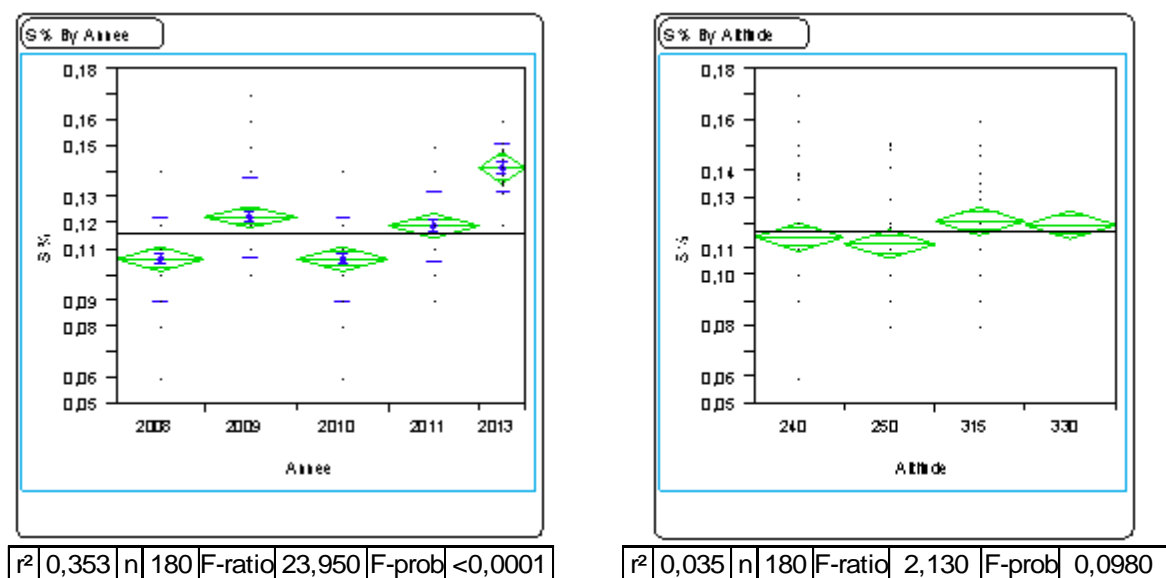 S % By Annee
0,18
0,16
0,15
0,13
0,12
0,11
0,09
0,08
0,06
0,05
S %
2008 2009 2010 2011 2013
Annee
r² 0,353 n 180 F-ratio 23,950 F-prob <0,0001
S % By Altitude
0,18
0,16
0,14
0,13
0,11
0,10
0,08
0,06
0,05
S %
240 260 315 330
Altitude
r² 0,035 n 180 F-ratio 2,130 F-prob 0,0980